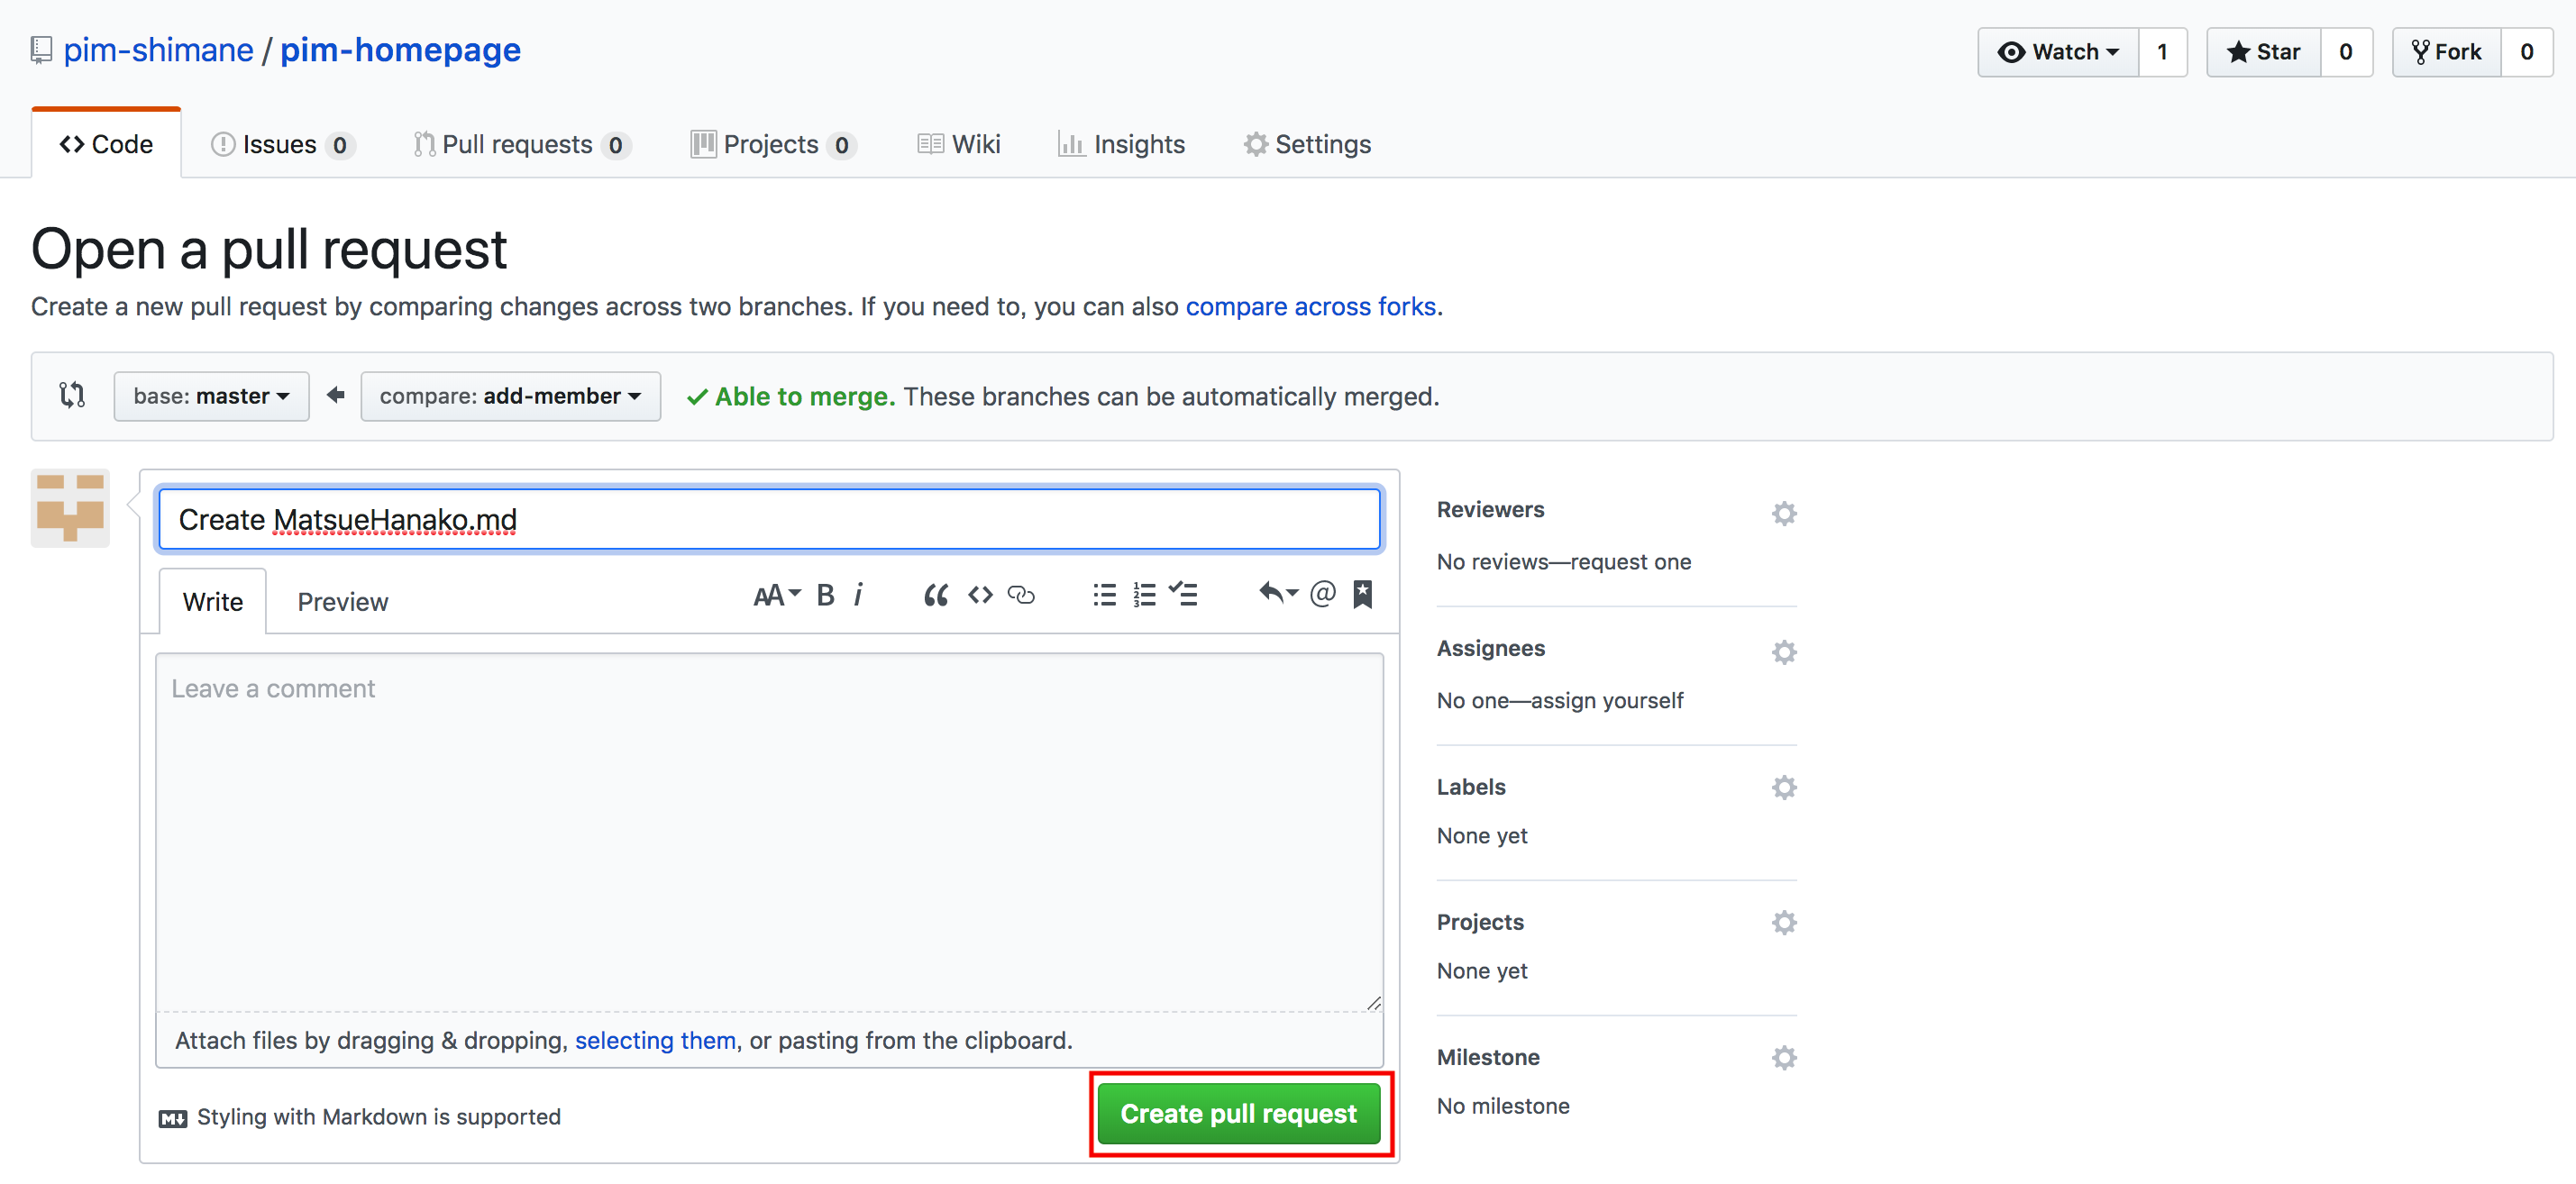 pim-shimane / pim-homepage
Watch 1 Star 0 Fork 0
Code Issues 0 Pull requests 0 Projects 0 Wiki Insights Settings
Open a pull request
Create a new pull request by comparing changes across two branches. If you need to, you can also compare across forks.
base: master compare: add-member Able to merge. These branches can be automatically merged.
Create MatsueHanako.md
Write Preview AA B i
Leave a comment
Attach files by dragging & dropping, selecting them, or pasting from the clipboard.
Styling with Markdown is supported
Create pull request
Reviewers
No reviews—request one
Assignees
No one—assign yourself
Labels
None yet
Projects
None yet
Milestone
No milestone